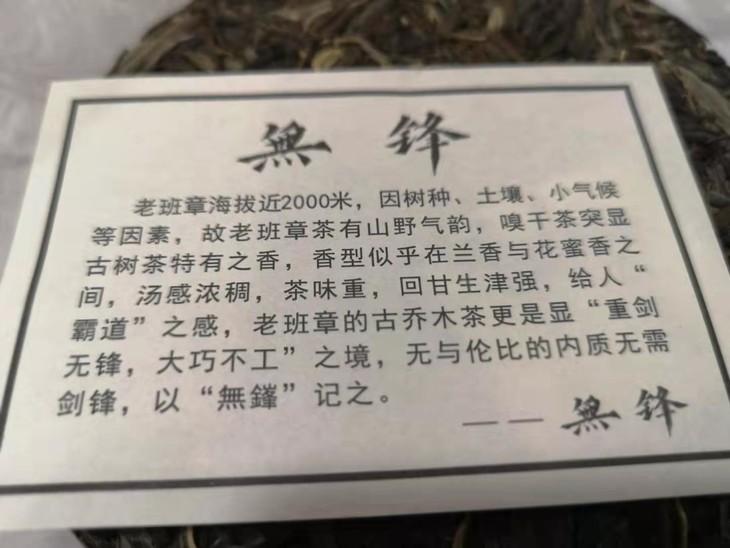 無鋒
老班章海拔近2000米，因树种、土壤、小气候
等因素，故老班章茶有山野气韵，嗅干茶突显
古树茶特有之香，香型似乎在兰香与花蜜香之
间，汤感浓稠，茶味重，回甘生津强，给人“
霸道”之感，老班章的古乔木茶更是显“重剑
无锋，大巧不工”之境，无与伦比的内质无需
剑锋，以“無鏠”记之。
——無鋒